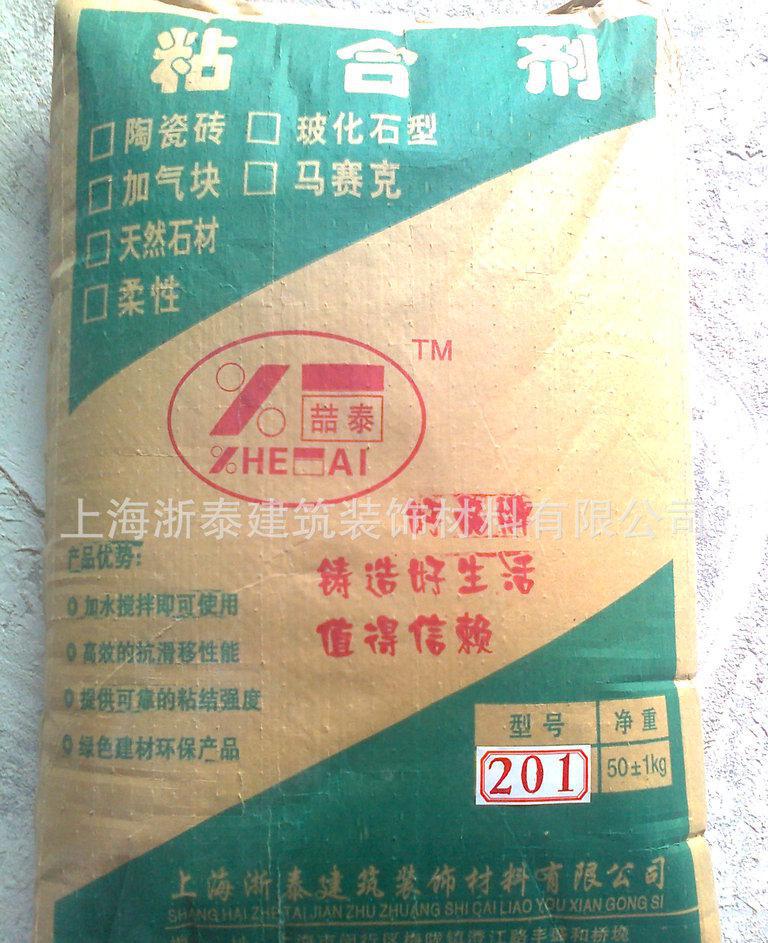 粘合剂
□ 陶瓷砖 □ 玻化石型
□ 加气块 □ 马赛克
□ 天然石材
□ 柔性
TM
喆泰
ZHETAI
上海浙泰建筑装饰材料有限公司
铸造好生活
值得信赖
产品优势:
加水搅拌即可使用
高效的抗滑移性能
提供可靠的粘结强度
绿色建材环保产品
型号 净重
201 50±1kg
上海浙泰建筑装饰材料有限公司
SHANG HAI ZHE TAI JIAN ZHU ZHUANG SHI CAI LIAO YOU XIAN GONG SI